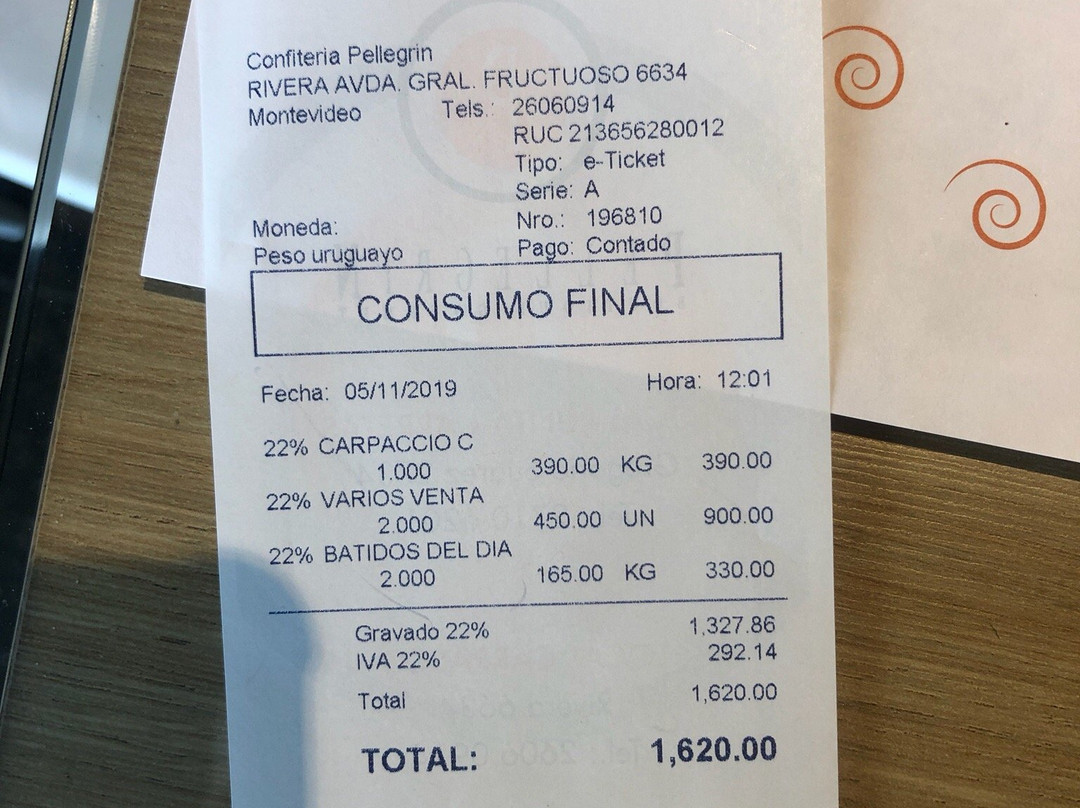 Confiteria Pellegrin
RIVERA AVDA. GRAL. FRUCTUOSO 6634
Montevideo Tels.: 26060914
RUC 213656280012
Tipo: e-Ticket
Serie: A
Moneda: Nro.: 196810
Peso uruguayo Pago: Contado
CONSUMO FINAL
Fecha: 05/11/2019 Hora: 12:01
22% CARPACCIO C
1.000 390.00 KG 390.00
22% VARIOS VENTA
2.000 450.00 UN 900.00
22% BATIDOS DEL DIA
2.000 165.00 KG 330.00
Gravado 22% 1,327.86
IVA 22% 292.14
Total 1,620.00
TOTAL: 1,620.00